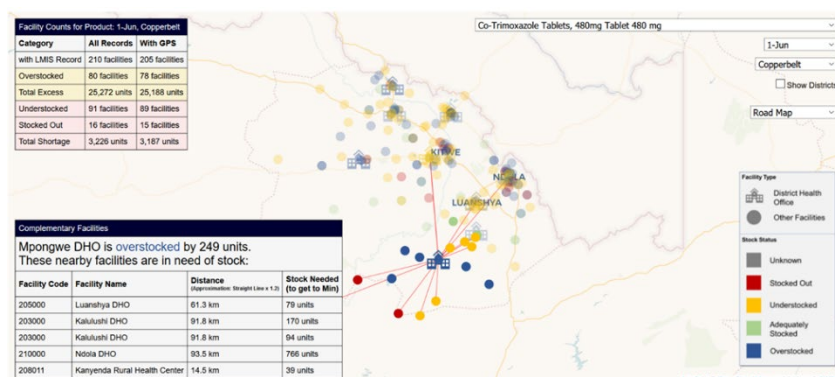 Facility Counts for Product: 1-Jun, Copperbelt
Category All Records With GPS
with LMIS Record 210 facilities 205 facilities
Overstocked 80 facilities 78 facilities
Total Excess 25,272 units 25,188 units
Understocked 91 facilities 89 facilities
Stocked Out 16 facilities 15 facilities
Total Shortage 3,226 units 3,187 units
Co-Trimoxazole Tablets, 480mg Tablet 480 mg
1-Jun
Copperbelt
Show Districts
Road Map
KITWE
NDOLA
LUANSHYA
Facility Type
District Health
Office
Other Facilities
Stock Status
Unknown
Stocked Out
Understocked
Adequately
Stocked
Overstocked
Complementary Facilities
Mpongwe DHO is overstocked by 249 units.
These nearby facilities are in need of stock:
Facility Code Facility Name Distance Stock Needed
(Approximation: Straight Line x 1.3) (to get to Min)
205000 Luanshya DHO 61.3 km 79 units
203000 Kalulushi DHO 91.8 km 170 units
203000 Kalulushi DHO 91.8 km 94 units
210000 Ndola DHO 93.5 km 766 units
208011 Kanyenda Rural Health Center 14.5 km 39 units